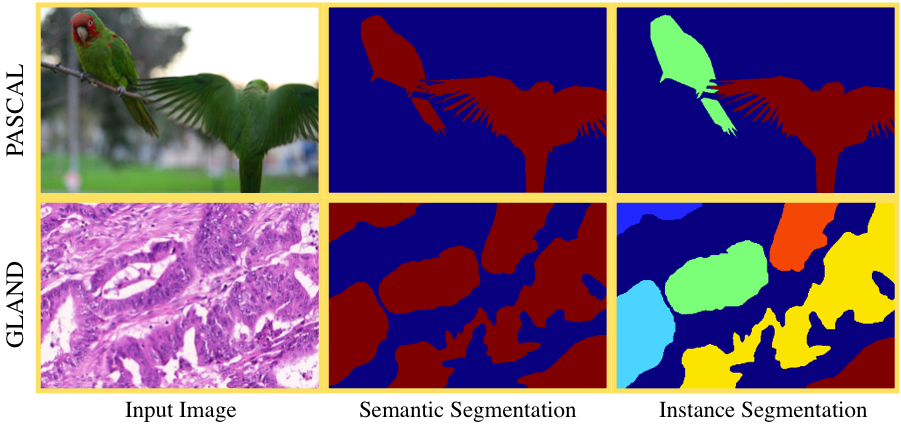 PASCAL
GLAND
Input Image
Semantic Segmentation
Instance Segmentation